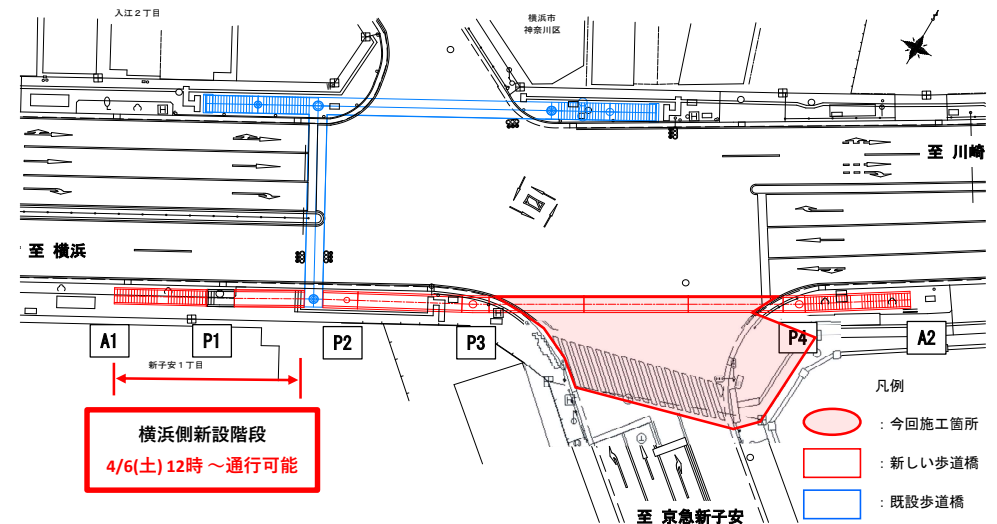 入江２丁目
横浜市
神奈川区
至 川崎
至 横浜
A1
P1
P2
P3
P4
A2
新子安１丁目
横浜側新設階段
4/6(土) 12時 ～通行可能
凡例
：今回施工箇所
：新しい歩道橋
：既設歩道橋
至 京急新子安